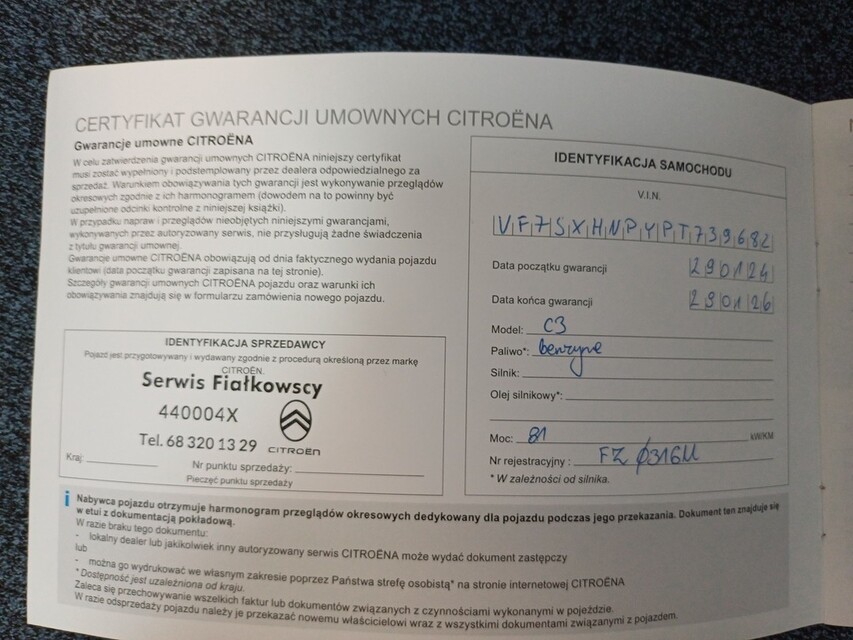 CERTYFIKAT GWARANCJI UMOWNYCH CITROËNA
Gwarancje umowne CITROËNA
W celu zatwierdzenia gwarancji umownych CITROËNA niniejszy certyfikat
musi zostać wypełniony i podstemplowany przez dealera odpowiedzialnego za
sprzedaż. Warunkiem obowiązywania tych gwarancji jest wykonywanie przeglądów
okresowych zgodnie z ich harmonogramem (dowodem na to powinny być
uzupełnione odcinki kontrolne z niniejszej książki).
W przypadku napraw i przeglądów nieobjętych niniejszymi gwarancjami,
wykonywanych przez autoryzowany serwis, nie przysługują żadne świadczenia
z tytułu gwarancji umownej.
Gwarancje umowne CITROËNA obowiązują od dnia faktycznego wydania pojazdu
klientowi (data początku gwarancji zapisana na tej stronie).
Szczegóły gwarancji umownych CITROËNA pojazdu oraz warunki ich
obowiązywania znajdują się w formularzu zamówienia nowego pojazdu.
IDENTYFIKACJA SPRZEDAWCY
Pojazd jest przygotowywany i wydawany zgodnie z procedurą określoną przez markę
CITROËN.
Serwis Fiałkowscy
440004X
Tel. 68 320 13 29
CITROËN
Kraj:
Nr punktu sprzedaży:
Pieczęć punktu sprzedaży
IDENTYFIKACJA SAMOCHODU
V.I.N.
VF7SXHNPYPT739682
Data początku gwarancji 290124
Data końca gwarancji 290126
Model: C3
Paliwo*: benzyna
Silnik:
Olej silnikowy*:
Moc: 81 kW/KM
Nr rejestracyjny : FZ 0316U
* W zależności od silnika.
i
Nabywca pojazdu otrzymuje harmonogram przeglądów okresowych dedykowany dla pojazdu podczas jego przekazania. Dokument ten znajduje się
w etui z dokumentacją pokładową.
W razie braku tego dokumentu:
- lokalny dealer lub jakikolwiek inny autoryzowany serwis CITROËNA może wydać dokument zastępczy
lub
- można go wydrukować we własnym zakresie poprzez Państwa strefę osobistą* na stronie internetowej CITROËNA
* Dostępność jest uzależniona od kraju.
Zaleca się przechowywanie wszelkich faktur lub dokumentów związanych z czynnościami wykonanymi w pojeździe.
W razie odsprzedaży pojazdu należy je przekazać nowemu właścicielowi wraz z wszystkimi dokumentami związanymi z pojazdem.